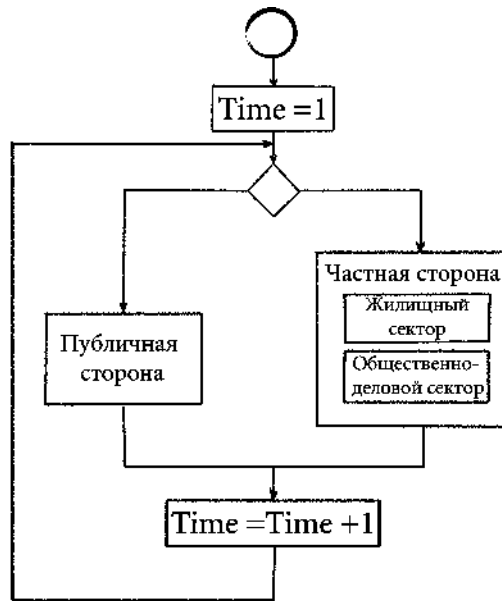 Time =1
Частная сторона
Жилищный
сектор
Общественно-
деловой сектор
Публичная
сторона
Time =Time +1